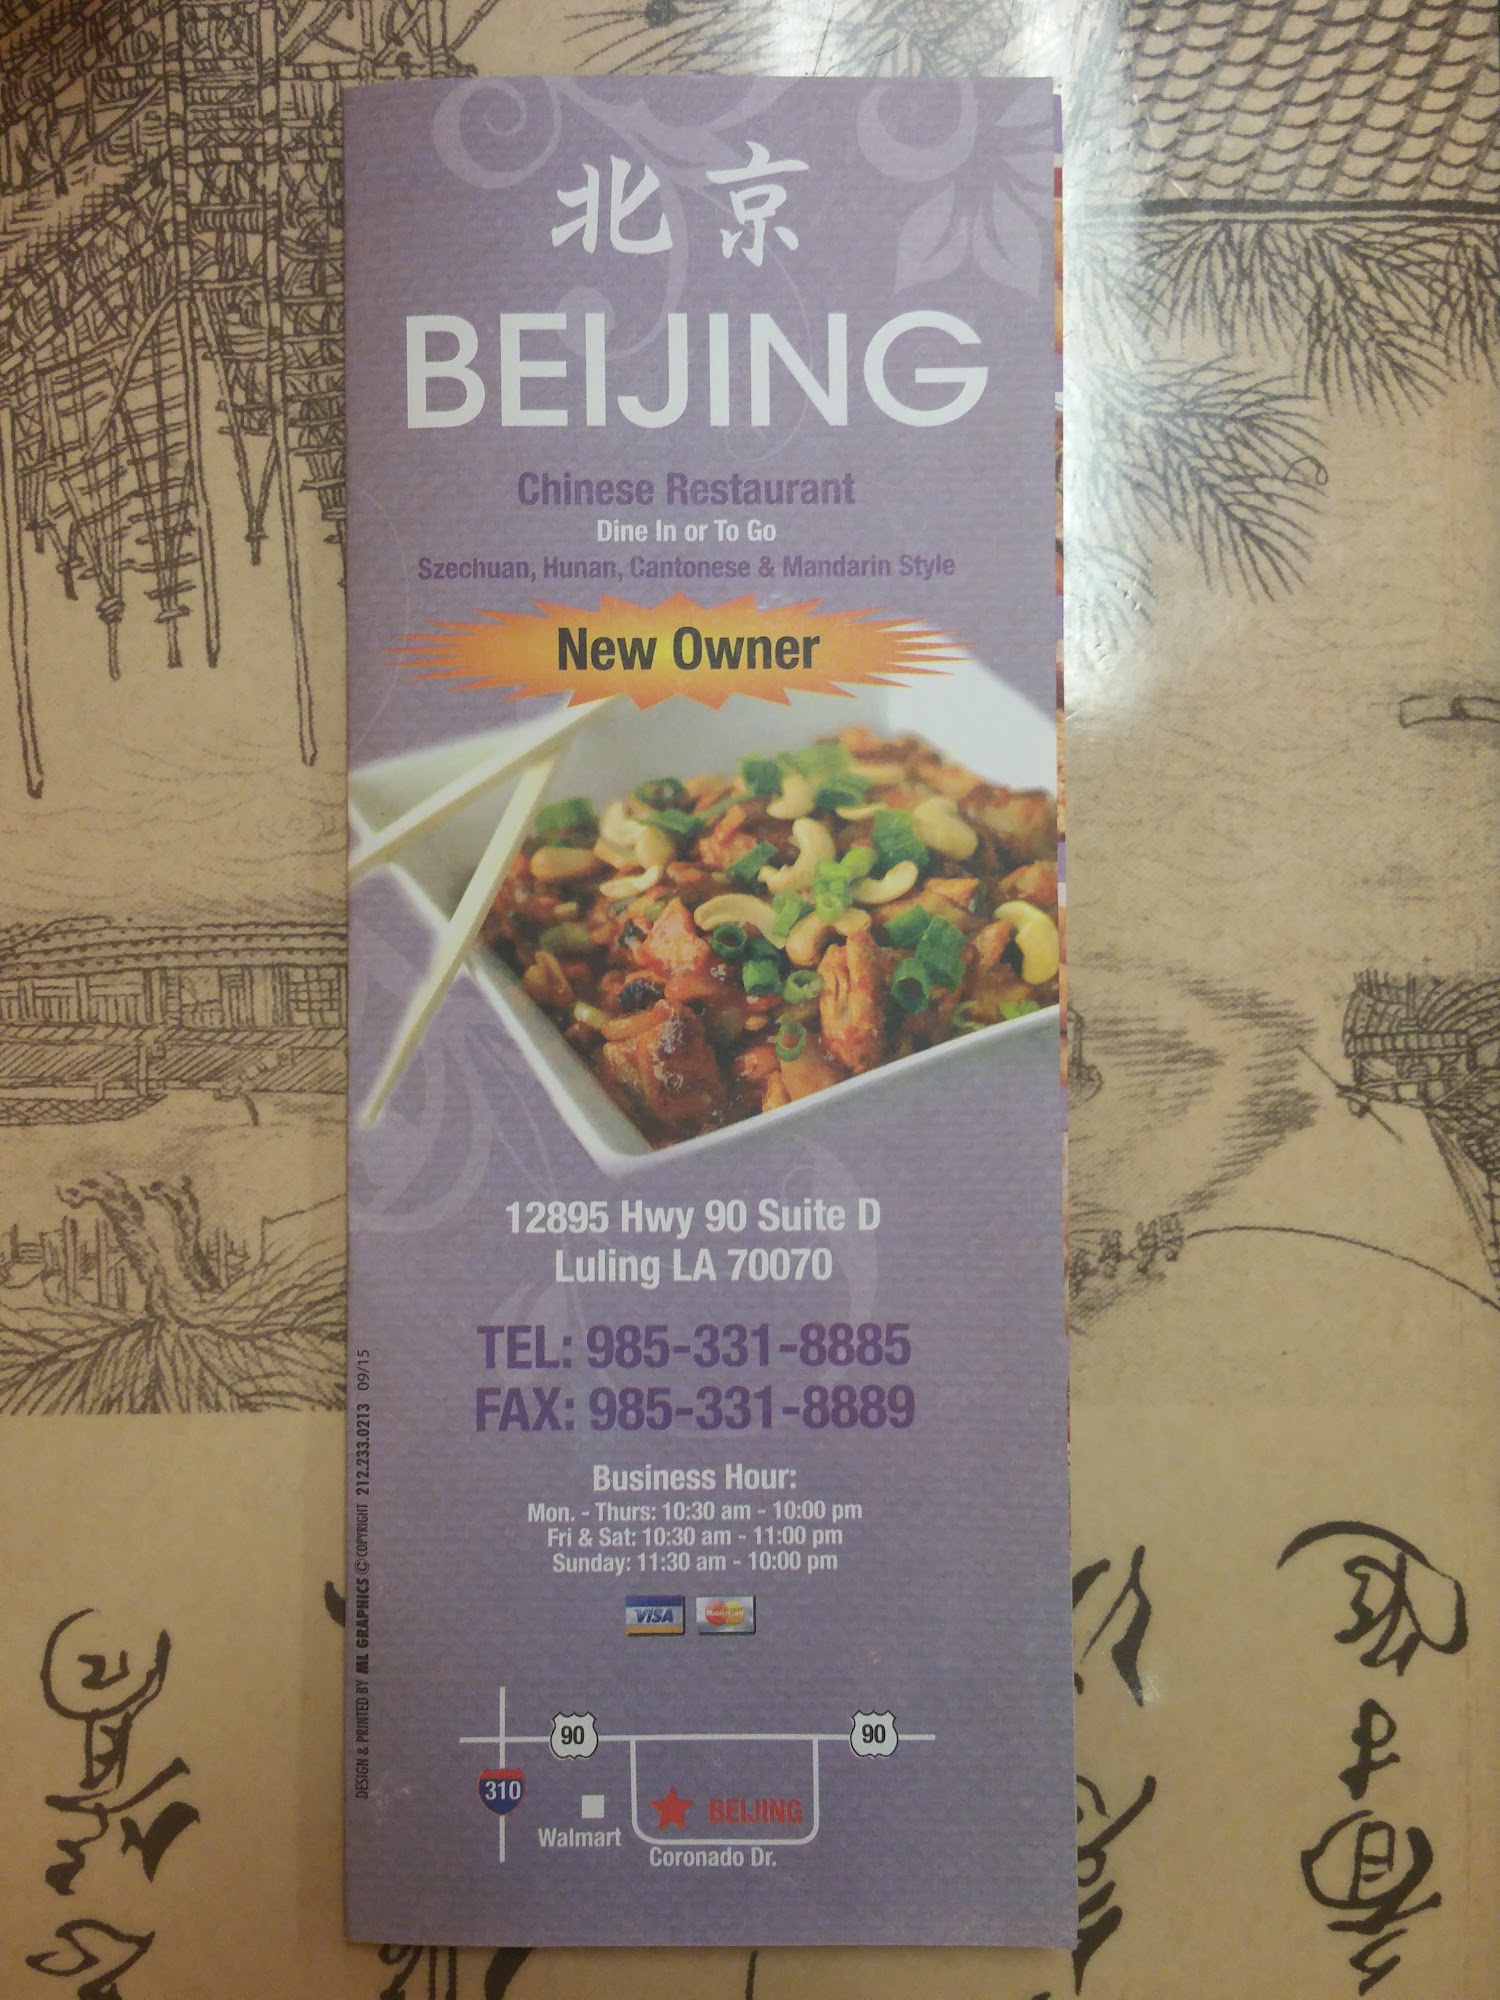 北京
BEIJING
Chinese Restaurant
Dine In or To Go
Szechuan, Hunan, Cantonese & Mandarin Style
New Owner
12895 Hwy 90 Suite D
Luling LA 70070
TEL: 985-331-8885
FAX: 985-331-8889
Business Hour:
Mon. - Thurs: 10:30 am - 10:00 pm
Fri & Sat: 10:30 am - 11:00 pm
Sunday: 11:30 am - 10:00 pm
VISA MasterCard
90 90
310
BEIJING
Walmart
Coronado Dr.
DESIGN & PRINTED BY ML GRAPHICS © COPYRIGHT 212.233.0213 09/15